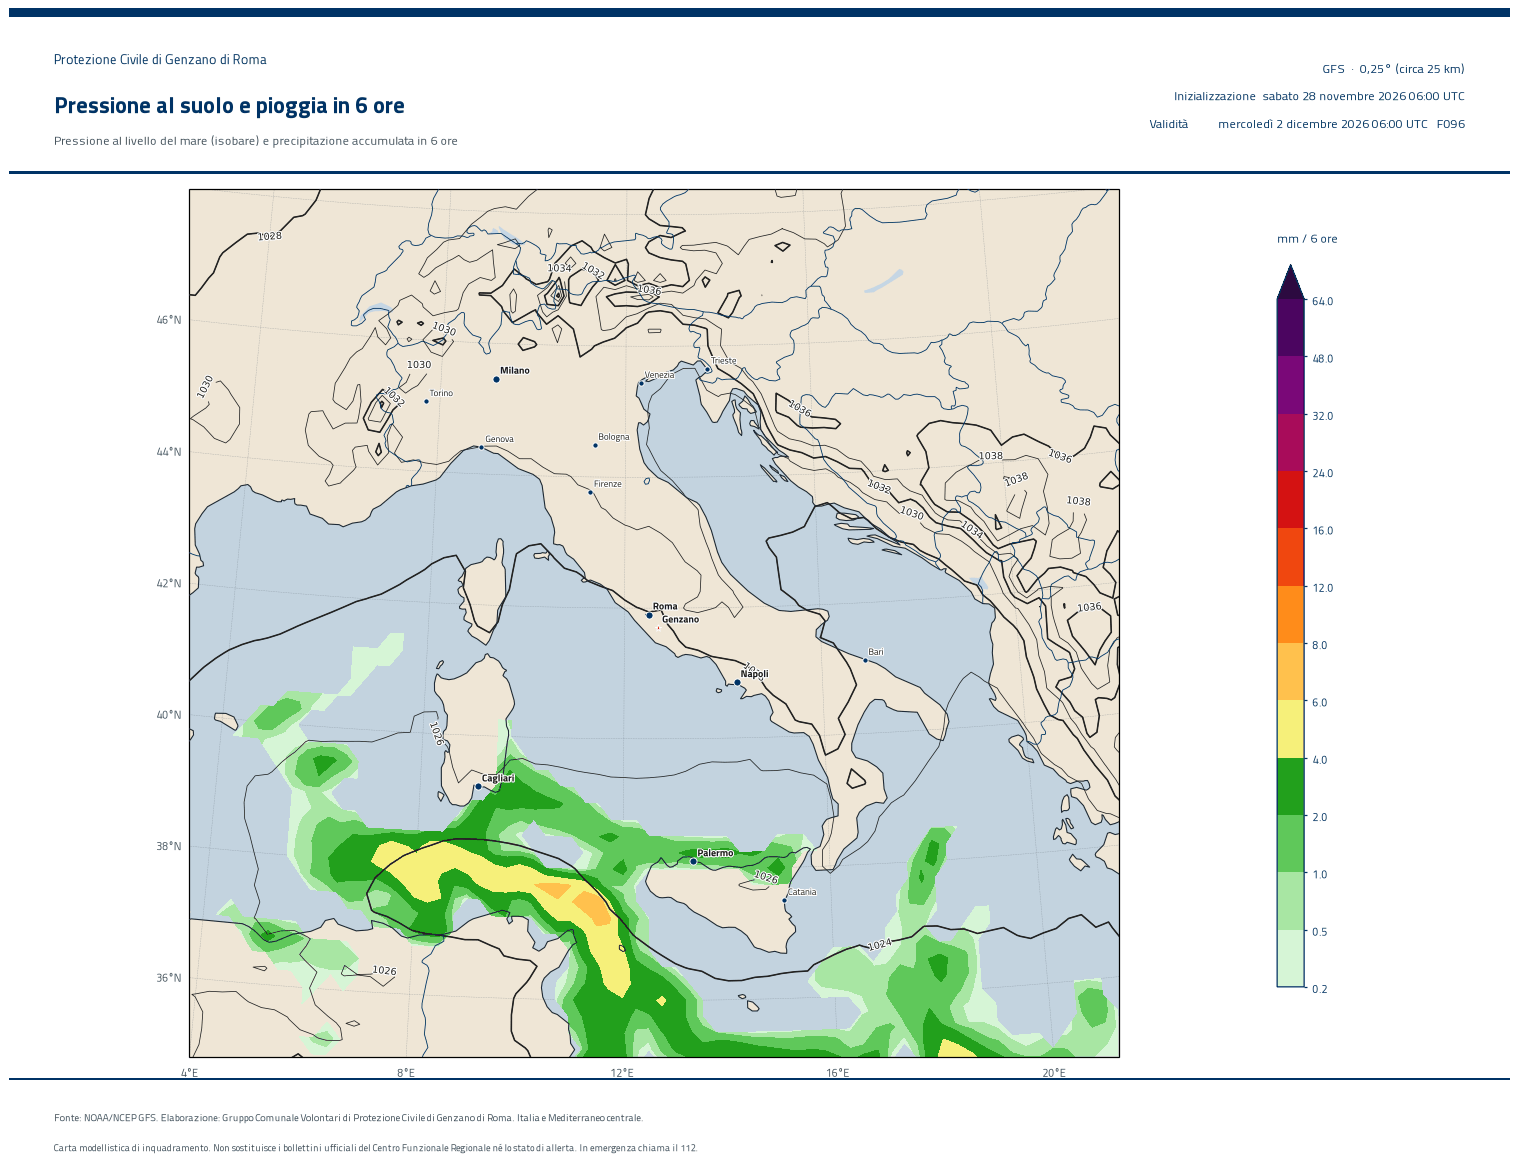 Protezione Civile di Genzano di Roma
Pressione al suolo e pioggia in 6 ore
Pressione al livello del mare (isobare) e precipitazione accumulata in 6 ore
GFS · 0,25° (circa 25 km)
Inizializzazione sabato 28 novembre 2026 06:00 UTC
Validità mercoledì 2 dicembre 2026 06:00 UTC F096
mm / 6 ore
64.0
48.0
32.0
24.0
16.0
12.0
8.0
6.0
4.0
2.0
1.0
0.5
0.2
46°N
44°N
42°N
40°N
38°N
36°N
4°E
8°E
12°E
16°E
20°E
1028
1034
1032
1036
1030
1030
1030
1032
Milano
Torino
Venezia
Trieste
Genova
Bologna
Firenze
1036
1038
1036
1038
1038
1032
1030
1034
1036
Roma
Genzano
Napoli
Bari
1026
Cagliari
Palermo
1026
Catania
1024
1026
Fonte: NOAA/NCEP GFS. Elaborazione: Gruppo Comunale Volontari di Protezione Civile di Genzano di Roma. Italia e Mediterraneo centrale.
Carta modellistica di inquadramento. Non sostituisce i bollettini ufficiali del Centro Funzionale Regionale né lo stato di allerta. In emergenza chiama il 112.